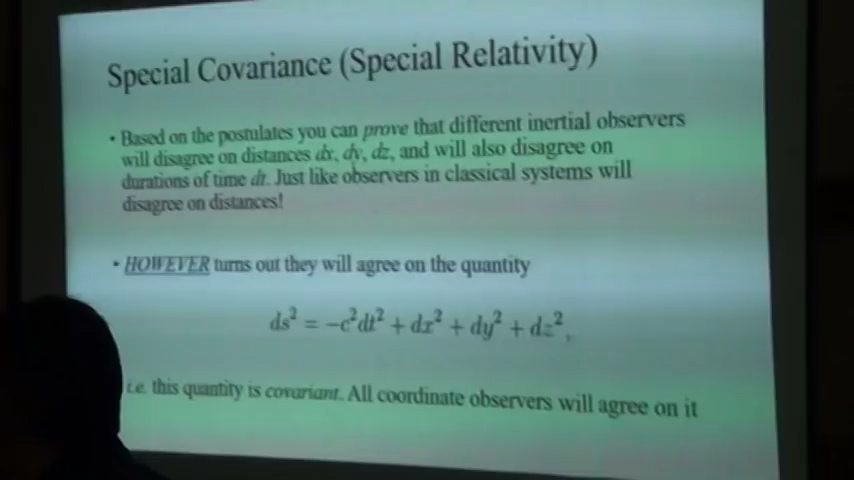 Special Covariance (Special Relativity)
• Based on the postulates you can prove that different inertial observers
will disagree on distances dx, dy, dz, and will also disagree on
durations of time dt. Just like observers in classical systems will
disagree on distances!
• HOWEVER turns out they will agree on the quantity
ds² = −c²dt² + dx² + dy² + dz²,
i.e. this quantity is covariant. All coordinate observers will agree on it